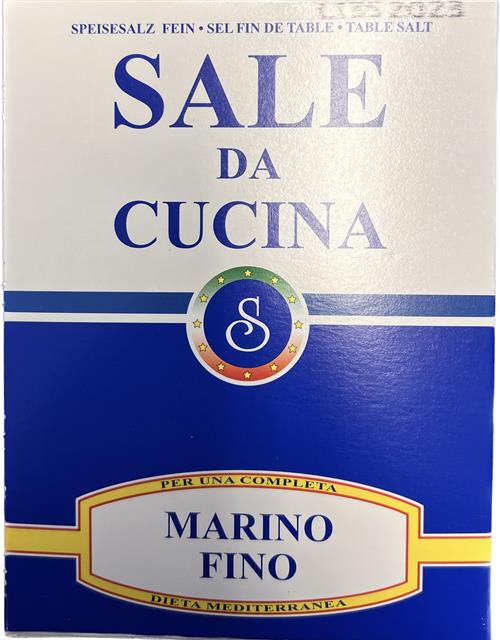 SPEISESALZ FEIN • SEL FIN DE TABLE • TABLE SALT
SALE
DA
CUCINA
S
PER UNA COMPLETA
MARINO
FINO
DIETA MEDITERRANEA